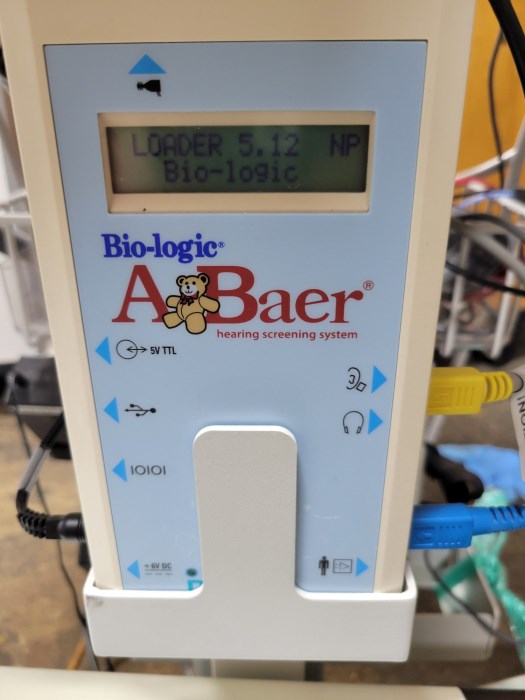 LOADER 5.12 NP
Bio-logic
Bio-logic®
ABaer®
hearing screening system
5V TTL
IOIOI
+6V DC